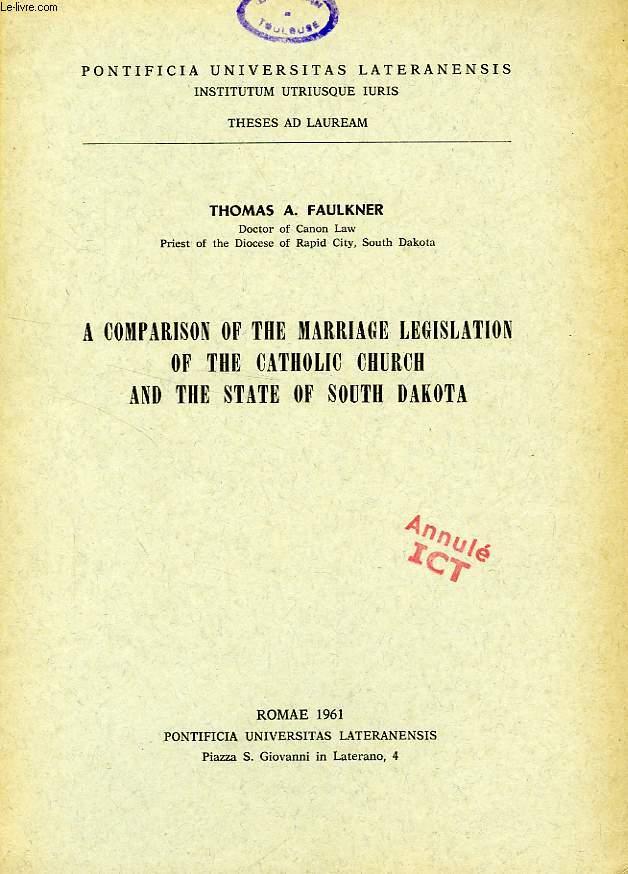 Le-livre.com
TOULOUSE
PONTIFICIA UNIVERSITAS LATERANENSIS
INSTITUTUM UTRIUSQUE IURIS
THESES AD LAUREAM
THOMAS A. FAULKNER
Doctor of Canon Law
Priest of the Diocese of Rapid City, South Dakota
A COMPARISON OF THE MARRIAGE LEGISLATION
OF THE CATHOLIC CHURCH
AND THE STATE OF SOUTH DAKOTA
Annulé
ICT
ROMAE 1961
PONTIFICIA UNIVERSITAS LATERANENSIS
Piazza S. Giovanni in Laterano, 4